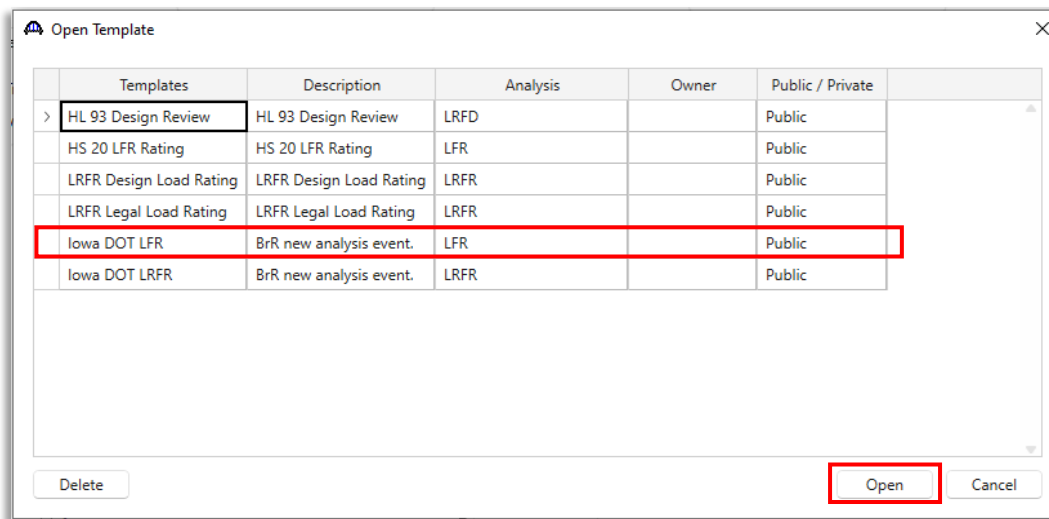 Open Template
Templates Description Analysis Owner Public / Private
HL 93 Design Review HL 93 Design Review LRFD Public
HS 20 LFR Rating HS 20 LFR Rating LFR Public
LRFR Design Load Rating LRFR Design Load Rating LRFR Public
LRFR Legal Load Rating LRFR Legal Load Rating LRFR Public
Iowa DOT LFR BrR new analysis event. LFR Public
Iowa DOT LRFR BrR new analysis event. LRFR Public
Delete Open Cancel